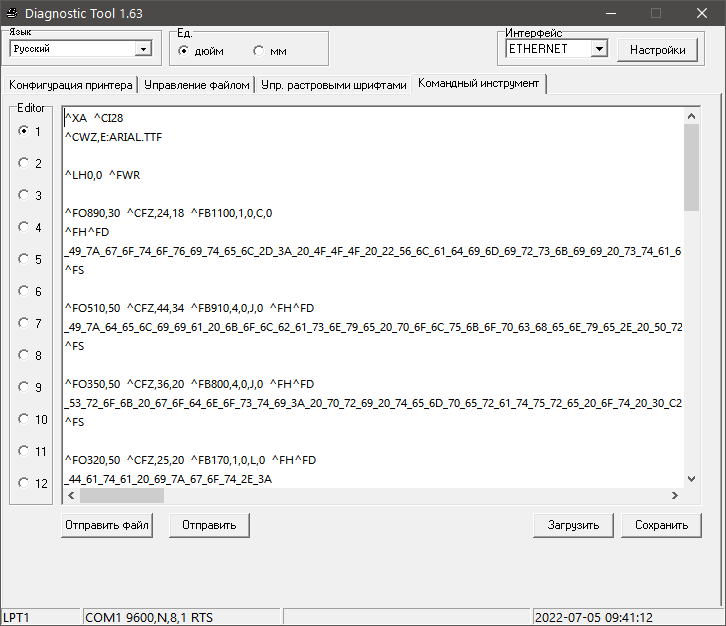 Diagnostic Tool 1.63
Язык
Русский
Ед.
дюйм
мм
Интерфейс
ETHERNET
Настройки
Конфигурация принтера
Управление файлом
Упр. растровыми шрифтами
Командный инструмент
Editor
1
2
3
4
5
6
7
8
9
10
11
12
^XA ^CI28
^CWZ,E:ARIAL.TTF
^LH0,0 ^FWR
^FO890,30 ^CFZ,24,18 ^FB1100,1,0,C,0
^FH^FD
_49_7A_67_6F_74_6F_76_69_74_65_6C_2D_3A_20_4F_4F_4F_20_22_56_6C_61_64_69_6D_69_72_73_6B_69_69_20_73_74_61_6
^FS
^FO510,50 ^CFZ,44,34 ^FB910,4,0,J,0 ^FH^FD
_49_7A_64_65_6C_69_69_61_20_6B_6F_6C_62_61_73_6E_79_65_20_70_6F_6C_75_6B_6F_70_63_68_65_6E_79_65_2E_20_50_72
^FS
^FO350,50 ^CFZ,36,20 ^FB800,4,0,J,0 ^FH^FD
_53_72_6F_6B_20_67_6F_64_6E_6F_73_74_69_3A_20_70_72_69_20_74_65_6D_70_65_72_61_74_75_72_65_20_6F_74_20_30_C2
^FS
^FO320,50 ^CFZ,25,20 ^FB170,1,0,L,0 ^FH^FD
_44_61_74_61_20_69_7A_67_6F_74_2E_3A
Отправить файл
Отправить
Загрузить
Сохранить
LPT1
COM1 9600,N,8,1 RTS
2022-07-05 09:41:12